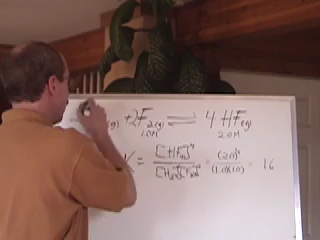 (g) + 2F₂(g) ⇌ 4 HF(g)
1.0M 2.0M
K = [HF]⁴ / [H₂]²[F₂]² = (2.0)⁴ / (1.0)(1.0) = 16